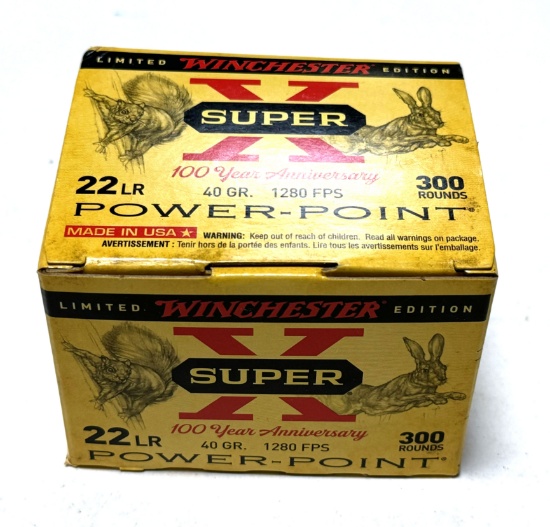 LIMITED WINCHESTER EDITION
X
SUPER
100 Year Anniversary
22 LR 40 GR. 1280 FPS 300 ROUNDS
POWER-POINT®
MADE IN USA ★ WARNING: Keep out of reach of children. Read all warnings on package.
AVERTISSEMENT : Tenir hors de la portée des enfants. Lire tous les avertissements sur l'emballage.
LIMITED WINCHESTER EDITION
X
SUPER
100 Year Anniversary
22 LR 40 GR. 1280 FPS 300 ROUNDS
POWER-POINT®